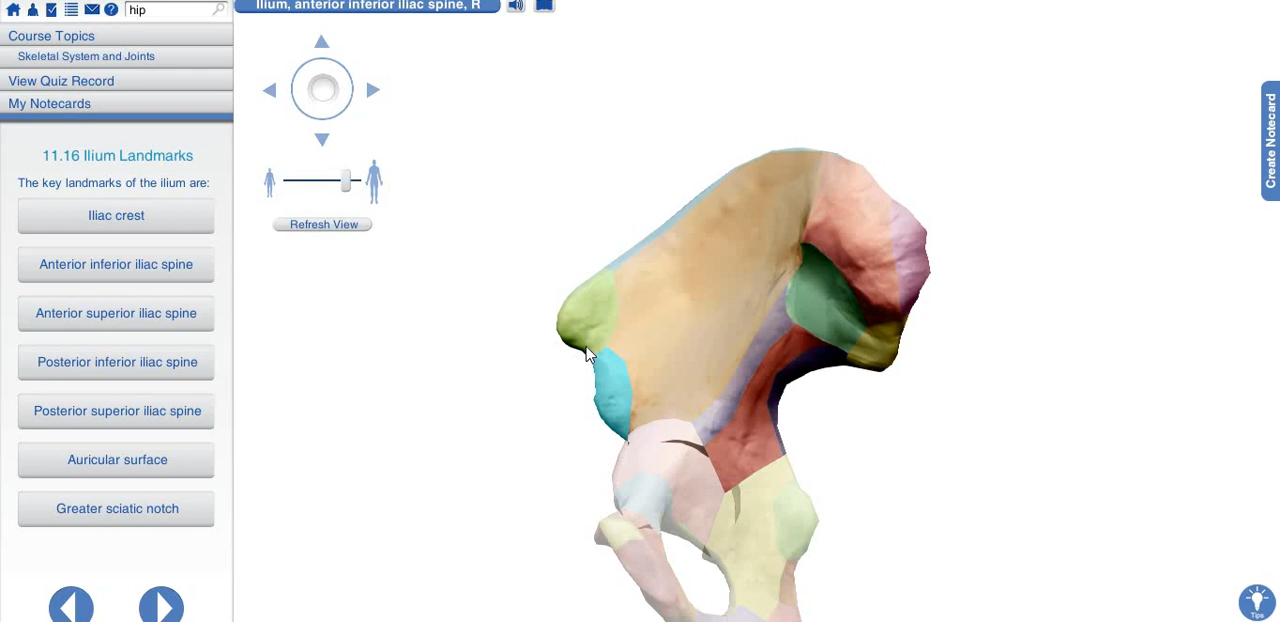 hip
Ilium, anterior inferior iliac spine, R
Course Topics
Skeletal System and Joints
View Quiz Record
My Notecards
11.16 Ilium Landmarks
The key landmarks of the ilium are:
Iliac crest
Anterior inferior iliac spine
Anterior superior iliac spine
Posterior inferior iliac spine
Posterior superior iliac spine
Auricular surface
Greater sciatic notch
Refresh View
Create Notecard
Tips